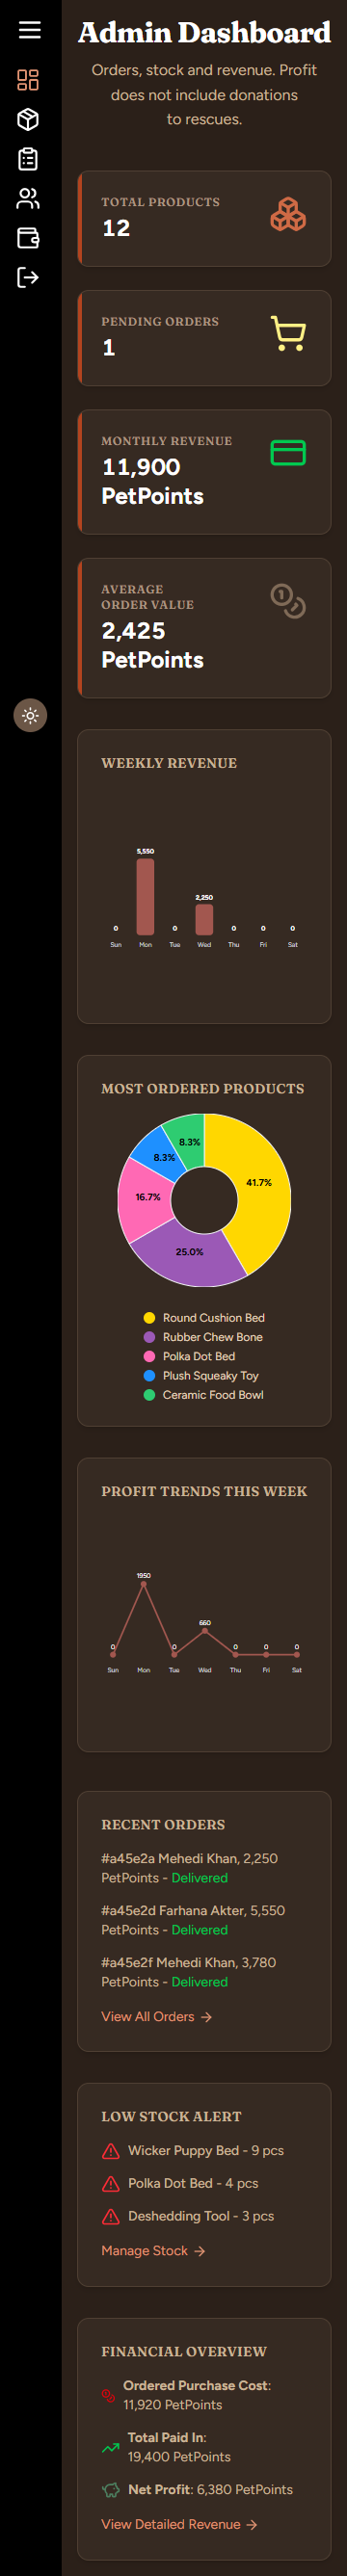 Admin Dashboard
Orders, stock and revenue. Profit
does not include donations
to rescues.
TOTAL PRODUCTS
12
PENDING ORDERS
1
MONTHLY REVENUE
11,900
PetPoints
AVERAGE
ORDER VALUE
2,425
PetPoints
WEEKLY REVENUE
5,550
2,250
0 0 0 0 0
Sun Mon Tue Wed Thu Fri Sat
MOST ORDERED PRODUCTS
8.3%
8.3%
41.7%
16.7%
25.0%
Round Cushion Bed
Rubber Chew Bone
Polka Dot Bed
Plush Squeaky Toy
Ceramic Food Bowl
PROFIT TRENDS THIS WEEK
1950
660
0 0 0 0 0
Sun Mon Tue Wed Thu Fri Sat
RECENT ORDERS
#a45e2a Mehedi Khan, 2,250
PetPoints - Delivered
#a45e2d Farhana Akter, 5,550
PetPoints - Delivered
#a45e2f Mehedi Khan, 3,780
PetPoints - Delivered
View All Orders →
LOW STOCK ALERT
Wicker Puppy Bed - 9 pcs
Polka Dot Bed - 4 pcs
Deshedding Tool - 3 pcs
Manage Stock →
FINANCIAL OVERVIEW
Ordered Purchase Cost:
11,920 PetPoints
Total Paid In:
19,400 PetPoints
Net Profit: 6,380 PetPoints
View Detailed Revenue →